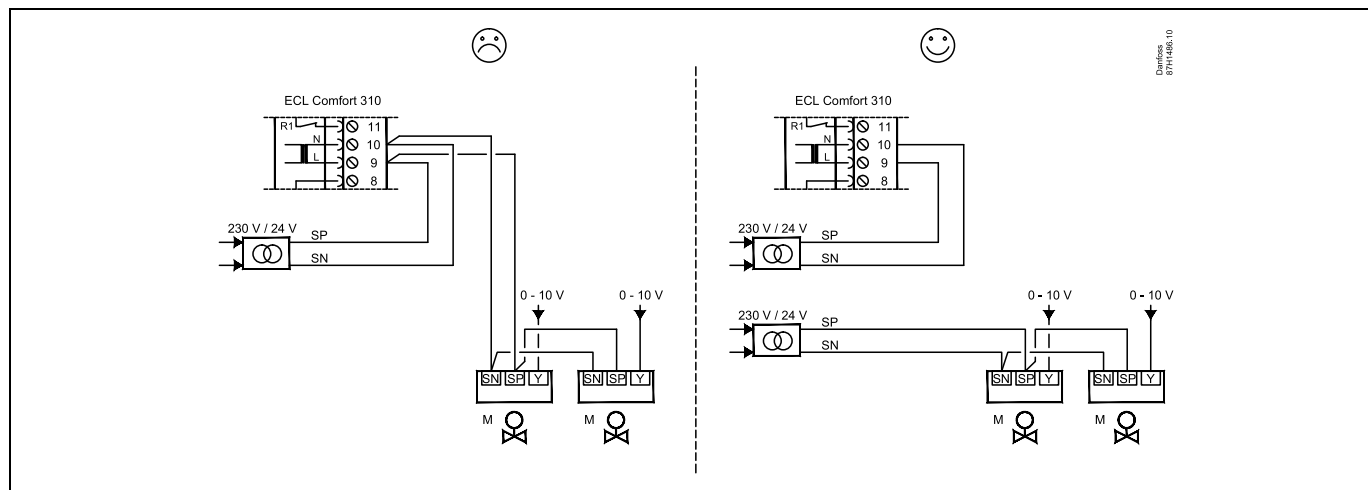 Danfoss
87H1486.10
ECL Comfort 310
R1
11
N
10
L
9
8
230 V / 24 V
SP
SN
0 - 10 V
0 - 10 V
SN SP Y
SN SP Y
M
M
ECL Comfort 310
R1
11
N
10
L
9
8
230 V / 24 V
SP
SN
230 V / 24 V
SP
SN
0 - 10 V
0 - 10 V
SN SP Y
SN SP Y
M
M